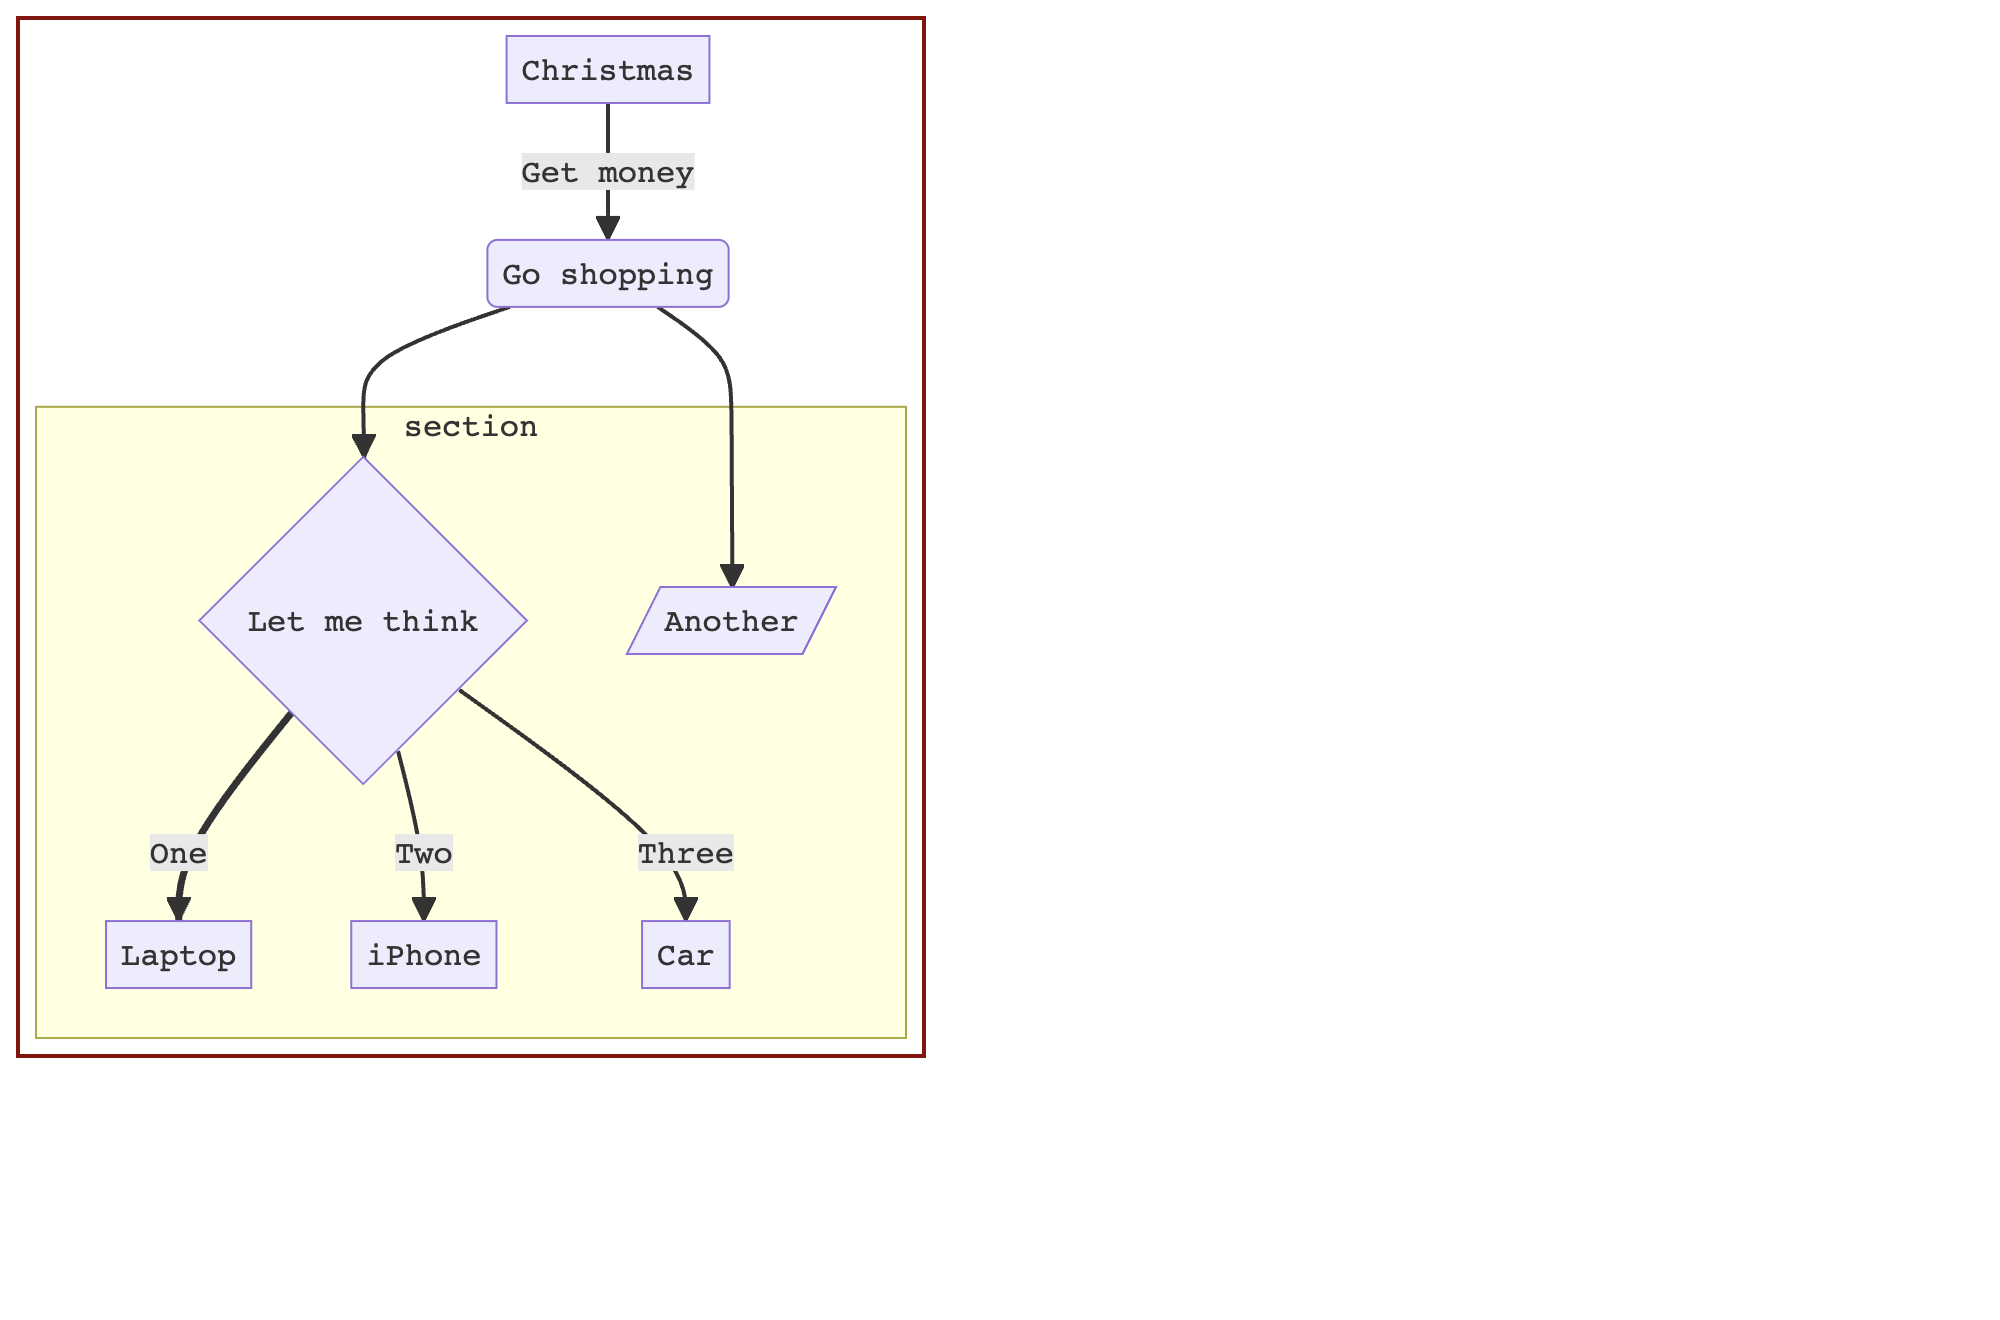 Christmas
Get money
Go shopping
section
Let me think
Another
One
Two
Three
Laptop
iPhone
Car